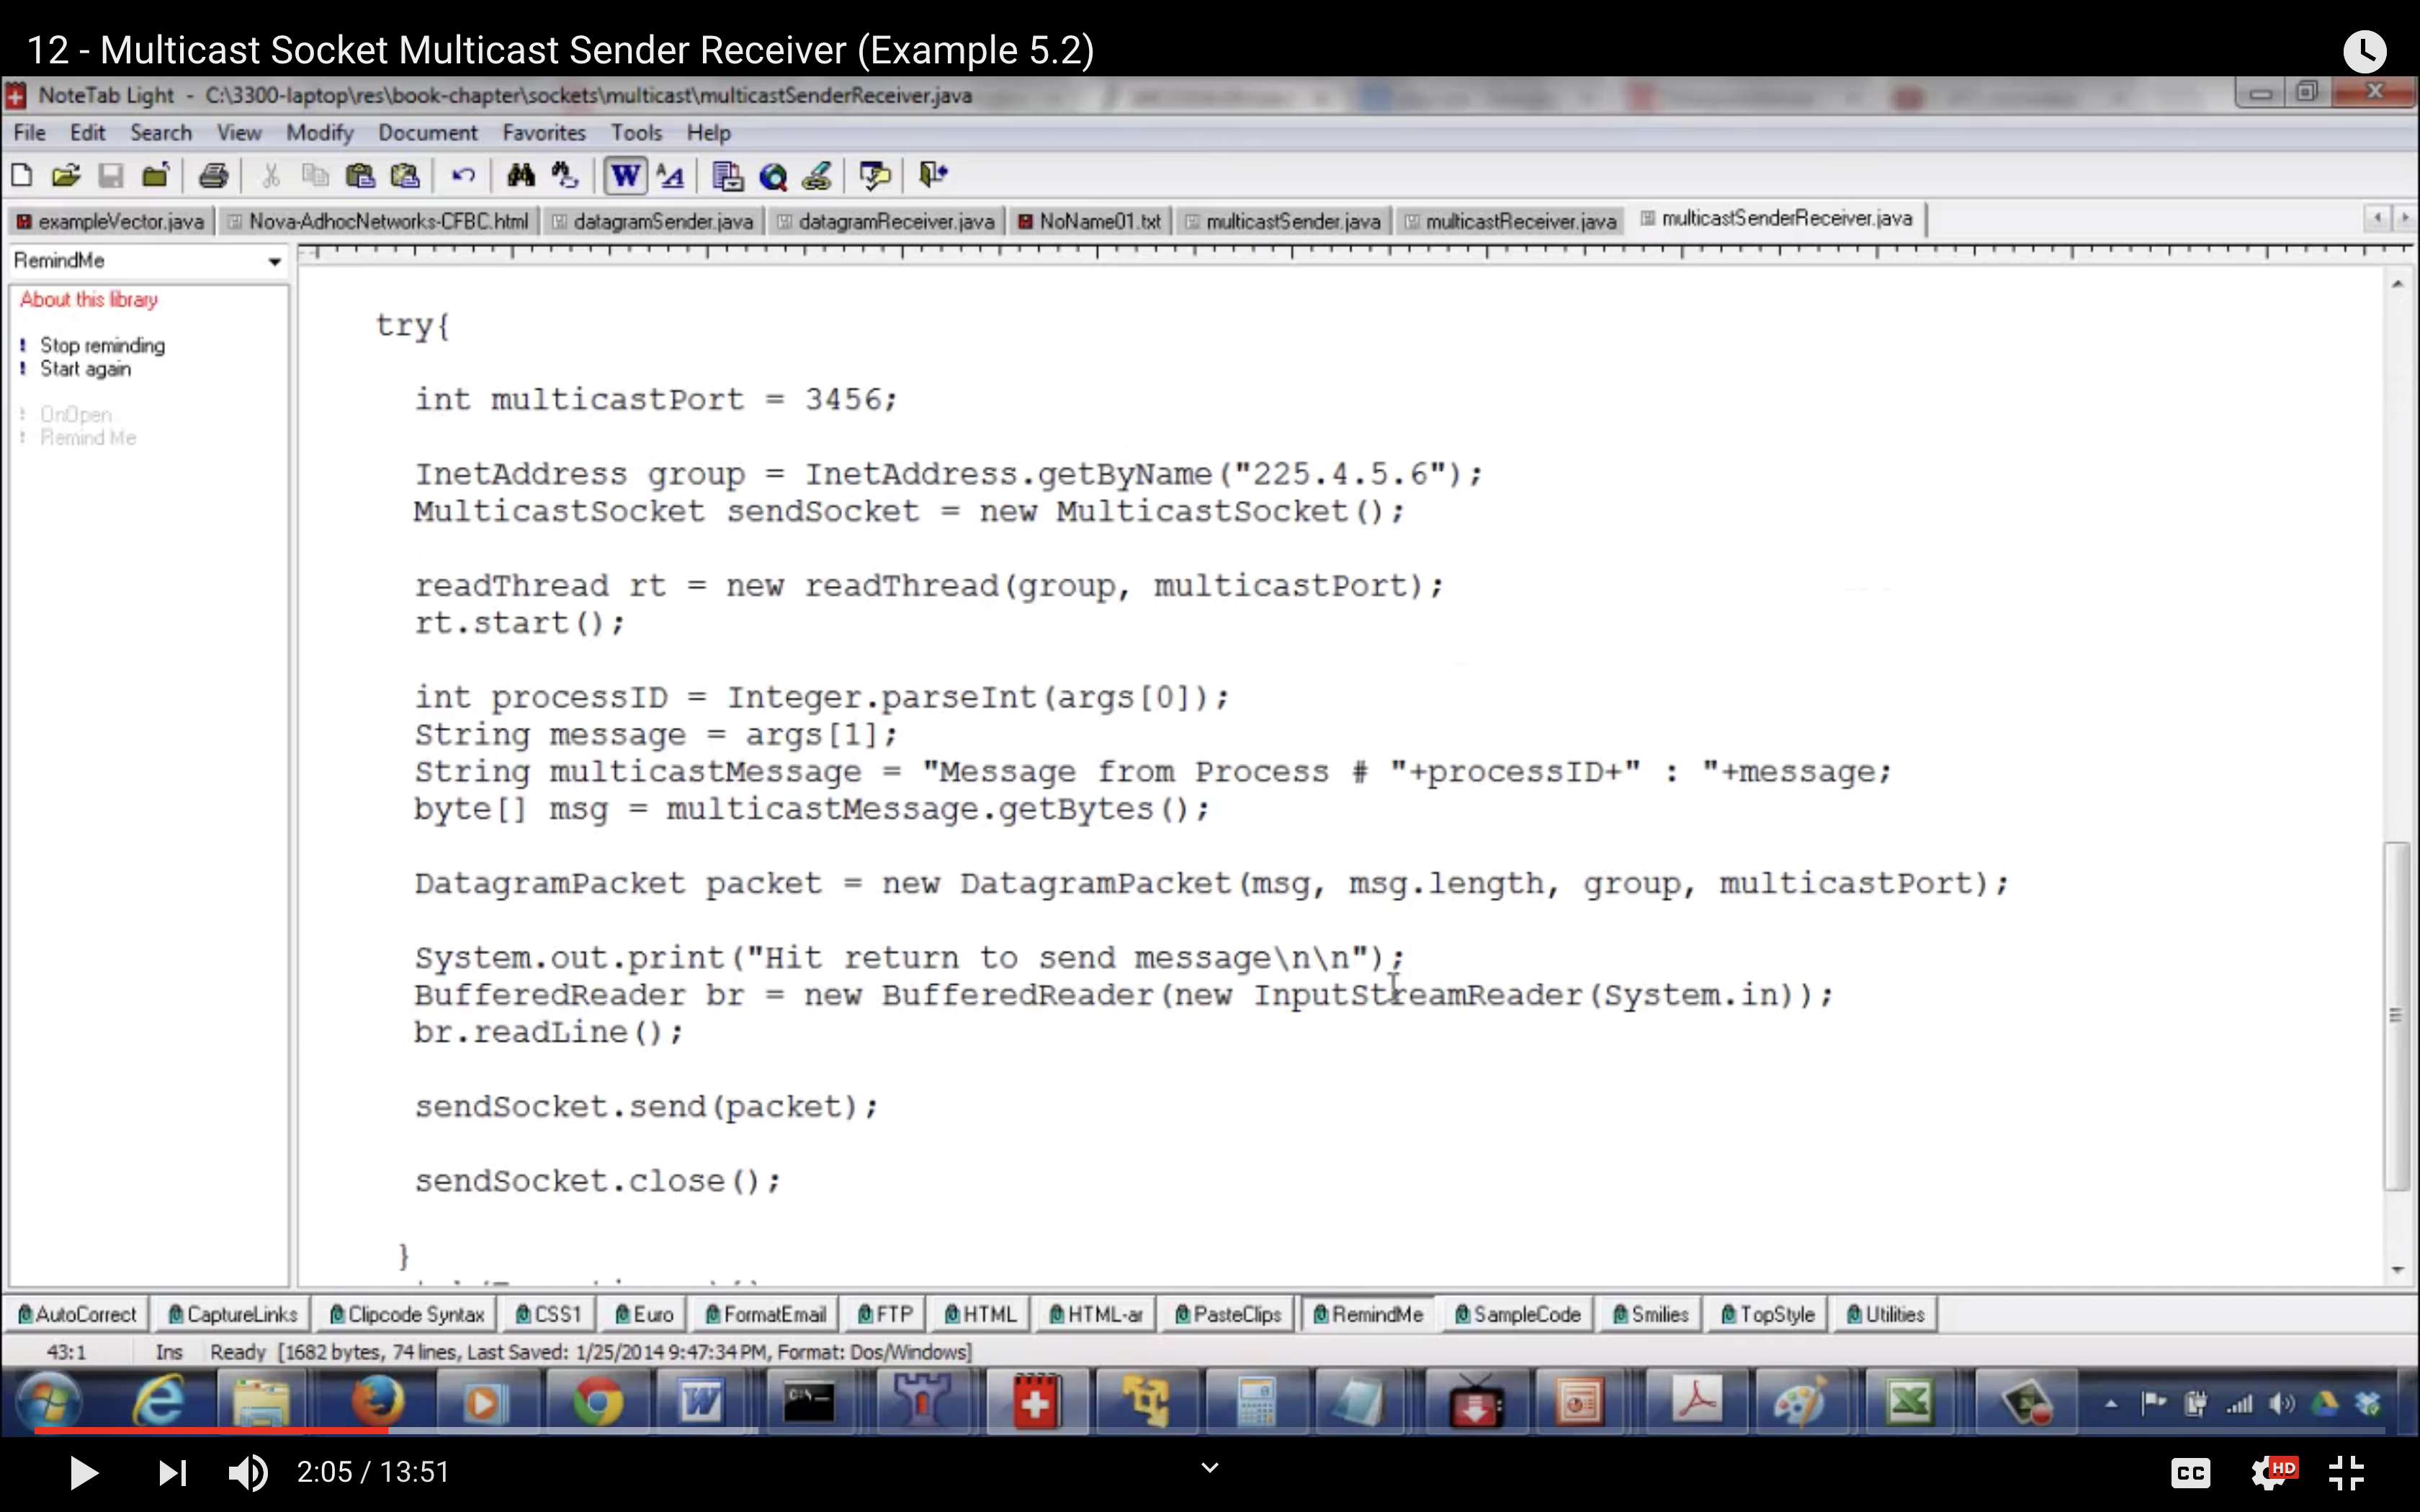 12 - Multicast Socket Multicast Sender Receiver (Example 5.2)
NoteTab Light - C:\3300-laptop\res\book-chapter\sockets\multicast\multicastSenderReceiver.java
File Edit Search View Modify Document Favorites Tools Help
W A A
exampleVector.java Nova-AdhocNetworks-CFBC.html datagramSender.java datagramReceiver.java NoName01.txt multicastSender.java multicastReceiver.java multicastSenderReceiver.java
RemindMe
About this library
! Stop reminding
! Start again
! OnOpen
! Remind Me
try{
int multicastPort = 3456;
InetAddress group = InetAddress.getByName("225.4.5.6");
MulticastSocket sendSocket = new MulticastSocket();
readThread rt = new readThread(group, multicastPort);
rt.start();
int processID = Integer.parseInt(args[0]);
String message = args[1];
String multicastMessage = "Message from Process # "+processID+" : "+message;
byte[] msg = multicastMessage.getBytes();
DatagramPacket packet = new DatagramPacket(msg, msg.length, group, multicastPort);
System.out.print("Hit return to send message\n\n");
BufferedReader br = new BufferedReader(new InputStreamReader(System.in));
br.readLine();
sendSocket.send(packet);
sendSocket.close();
}
AutoCorrect CaptureLinks Clipcode Syntax CSS1 Euro FormatEmail FTP HTML HTML-ar PasteClips RemindMe SampleCode Smilies TopStyle Utilities
43:1 Ins Ready [1682 bytes, 74 lines, Last Saved: 1/25/2014 9:47:34 PM, Format: Dos/Windows]
2:05 / 13:51
CC HD